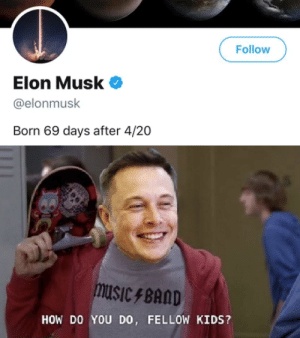 Follow
Elon Musk
@elonmusk
Born 69 days after 4/20
MUSIC BAND
HOW DO YOU DO, FELLOW KIDS?